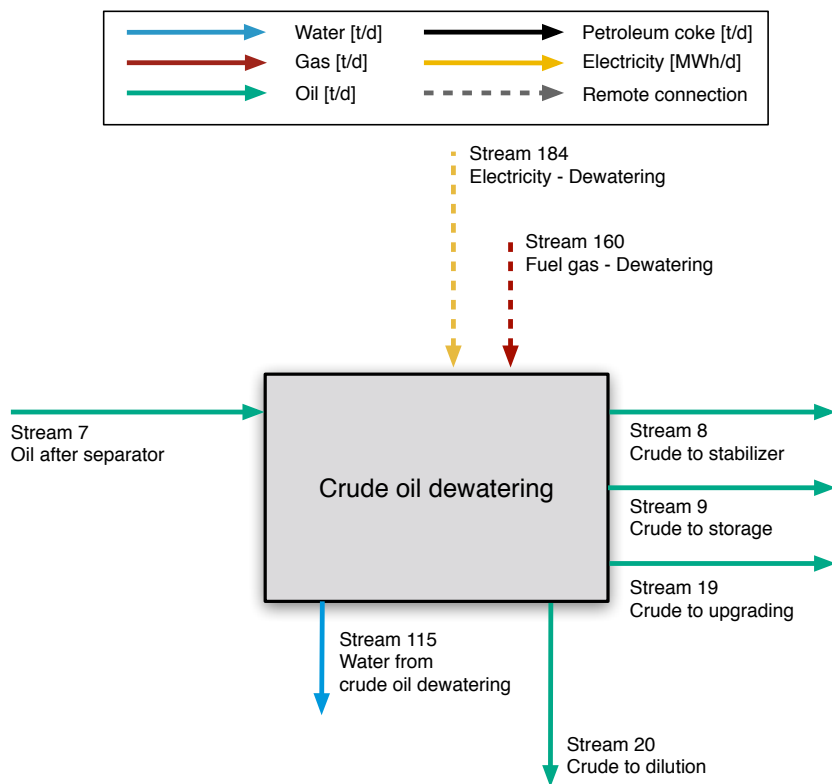 Water [t/d]
Gas [t/d]
Oil [t/d]
Petroleum coke [t/d]
Electricity [MWh/d]
Remote connection
Stream 184
Electricity - Dewatering
Stream 160
Fuel gas - Dewatering
Stream 7
Oil after separator
Crude oil dewatering
Stream 8
Crude to stabilizer
Stream 9
Crude to storage
Stream 19
Crude to upgrading
Stream 115
Water from
crude oil dewatering
Stream 20
Crude to dilution